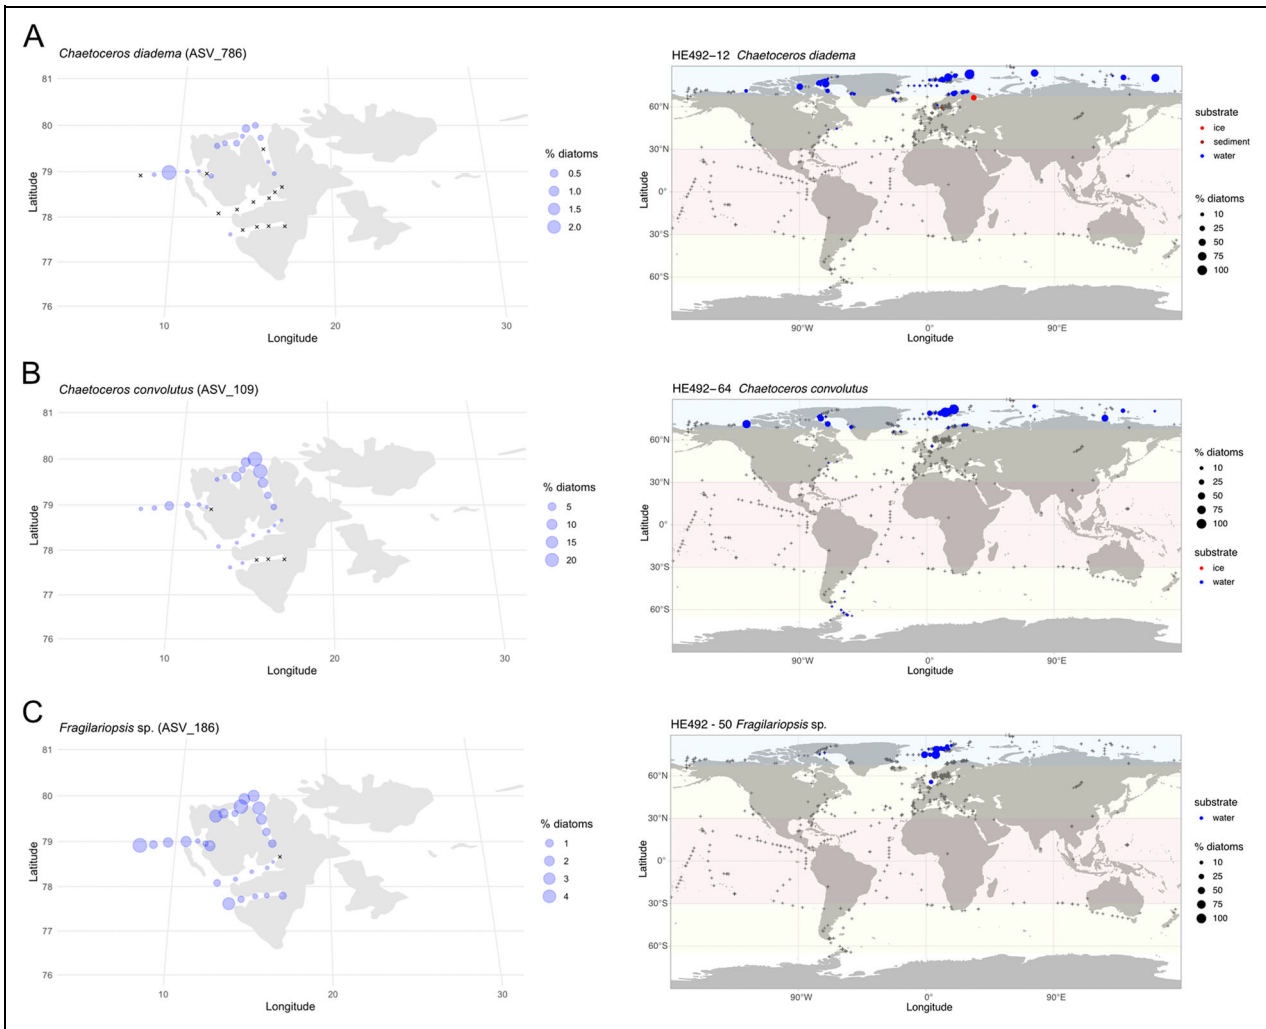 A
Chaetoceros diadema (ASV_786)
81
80
79
78
77
76
Latitude
10
20
30
Longitude
% diatoms
0.5
1.0
1.5
2.0
HE492−12 Chaetoceros diadema
60°N
30°N
0°
30°S
60°S
Latitude
90°W
0°
90°E
Longitude
substrate
ice
sediment
water
% diatoms
10
25
50
75
100
B
Chaetoceros convolutus (ASV_109)
81
80
79
78
77
76
Latitude
10
20
30
Longitude
% diatoms
5
10
15
20
HE492−64 Chaetoceros convolutus
60°N
30°N
0°
30°S
60°S
Latitude
90°W
0°
90°E
Longitude
% diatoms
10
25
50
75
100
substrate
ice
water
C
Fragilariopsis sp. (ASV_186)
81
80
79
78
77
76
Latitude
10
20
30
Longitude
% diatoms
1
2
3
4
HE492 - 50 Fragilariopsis sp.
60°N
30°N
0°
30°S
60°S
Latitude
90°W
0°
90°E
Longitude
substrate
water
% diatoms
10
25
50
75
100